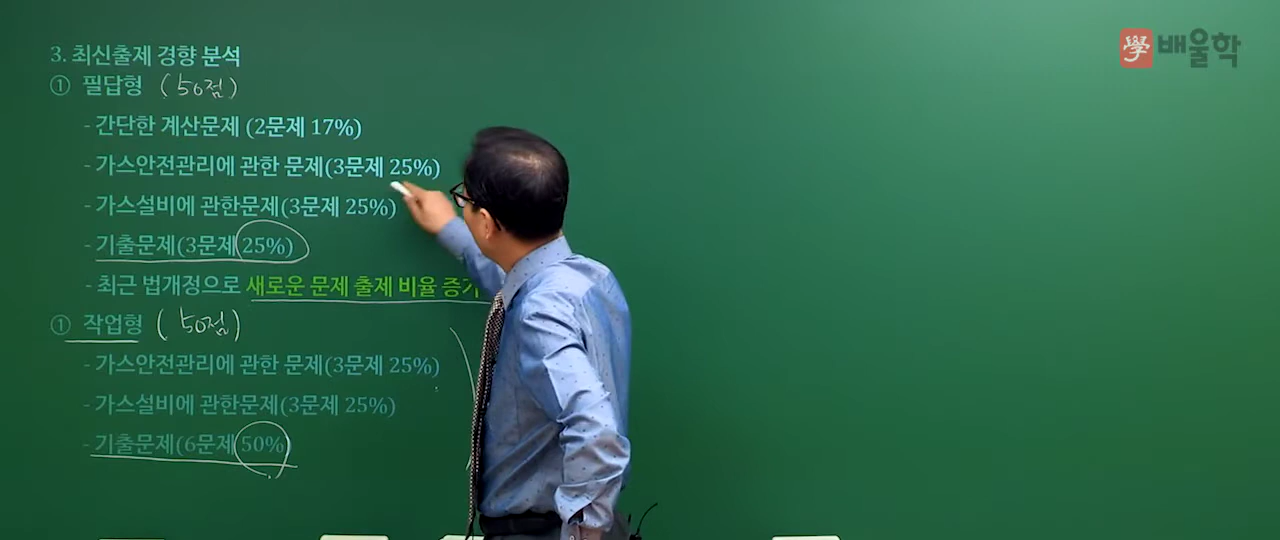 3. 최신출제 경향 분석
學 배울학
① 필답형 (50점)
- 간단한 계산문제 (2문제 17%)
- 가스안전관리에 관한 문제(3문제 25%)
- 가스설비에 관한문제(3문제 25%)
- 기출문제(3문제 25%)
- 최근 법개정으로 새로운 문제 출제 비율 증가
① 작업형 (50점)
- 가스안전관리에 관한 문제(3문제 25%)
- 가스설비에 관한문제(3문제 25%)
- 기출문제(6문제 50%)